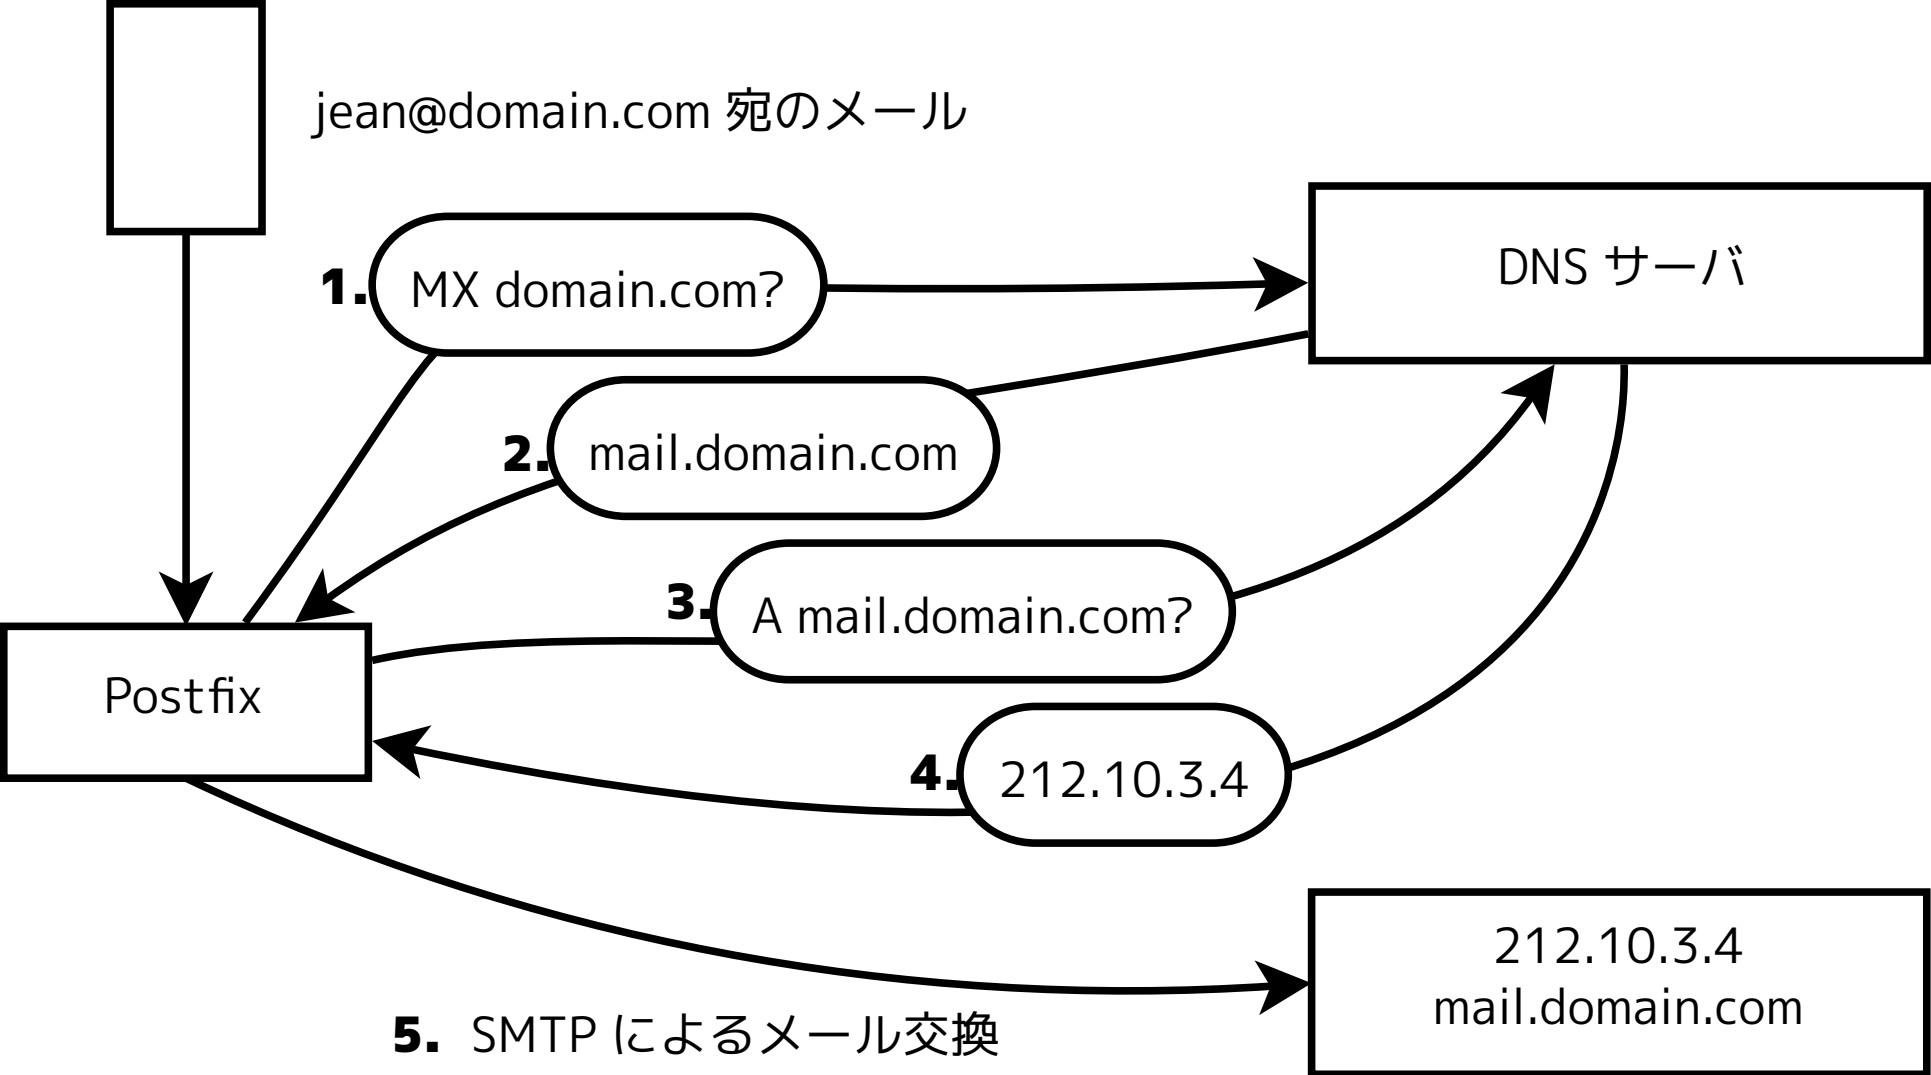 jean@domain.com 宛のメール
1. MX domain.com?
DNS サーバ
2. mail.domain.com
3. A mail.domain.com?
Postfix
4. 212.10.3.4
212.10.3.4
mail.domain.com
5. SMTP によるメール交換